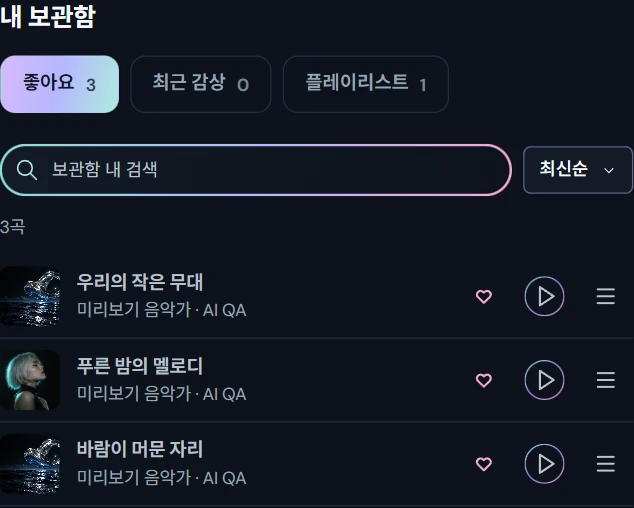 내 보관함
좋아요 3 최근 감상 0 플레이리스트 1
보관함 내 검색 최신순
3곡
우리의 작은 무대
미리보기 음악가 · AI QA
푸른 밤의 멜로디
미리보기 음악가 · AI QA
바람이 머문 자리
미리보기 음악가 · AI QA